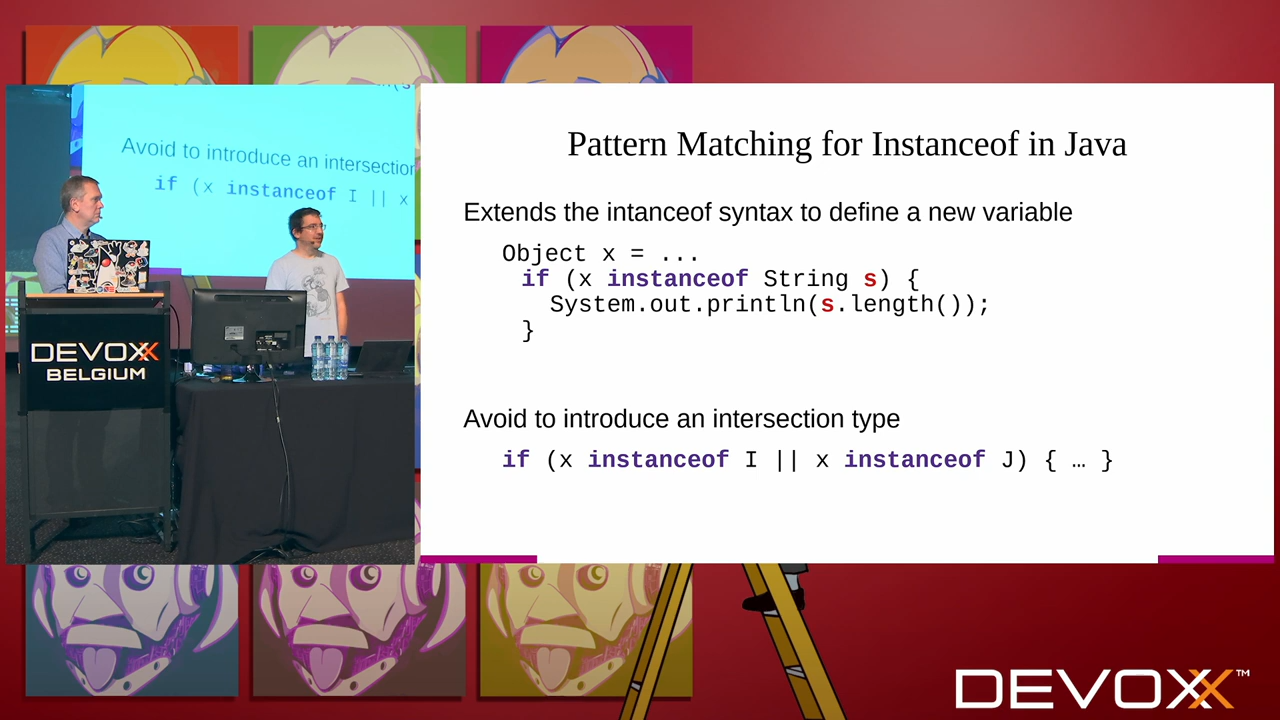 Pattern Matching for Instanceof in Java
Extends the intanceof syntax to define a new variable
Object x = ...
if (x instanceof String s) {
System.out.println(s.length());
}
Avoid to introduce an intersection type
if (x instanceof I || x instanceof J) { … }
Avoid to introduce an intersection
if (x instanceof I || x
DEVOXX
BELGIUM
DEVOXX™